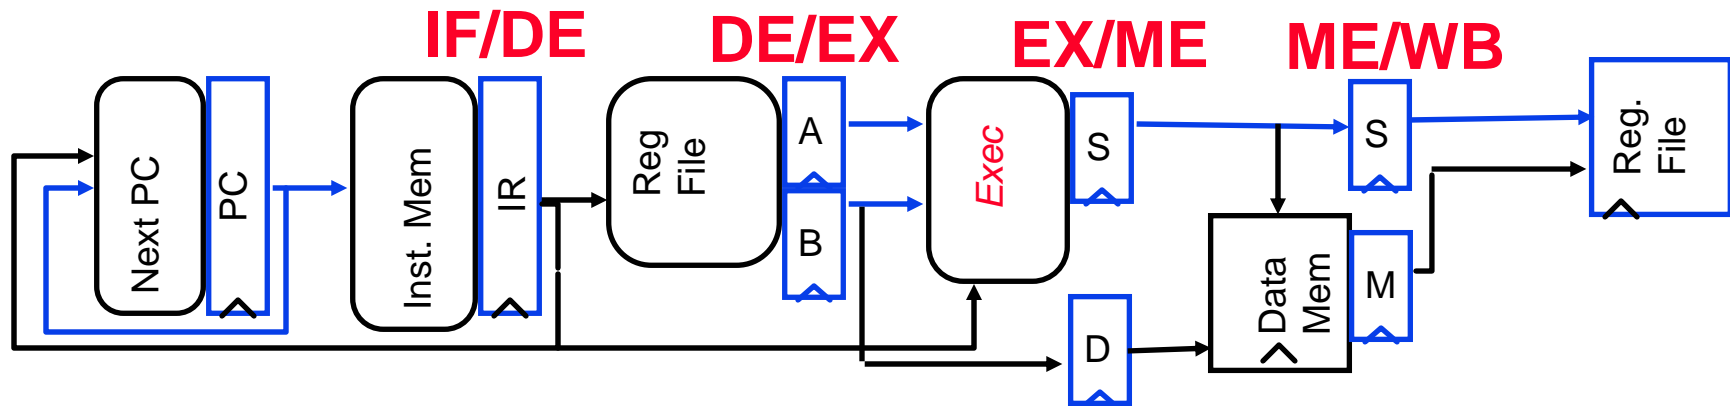 IF/DE
DE/EX
EX/ME
ME/WB
Next PC
PC
Inst. Mem
IR
Reg
File
A
B
Exec
S
D
Data
Mem
S
M
Reg.
File